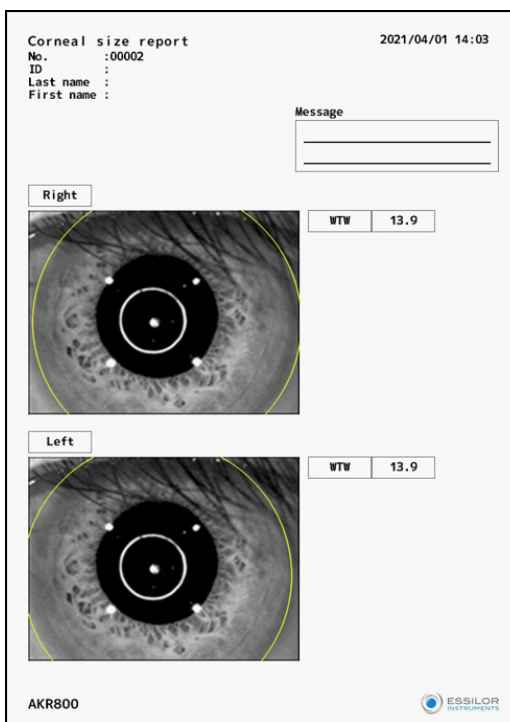 Corneal size report
2021/04/01 14:03
No. :00002
ID :
Last name :
First name :
Message
Right
WTW 13.9
Left
WTW 13.9
AKR800
ESSILOR
INSTRUMENTS